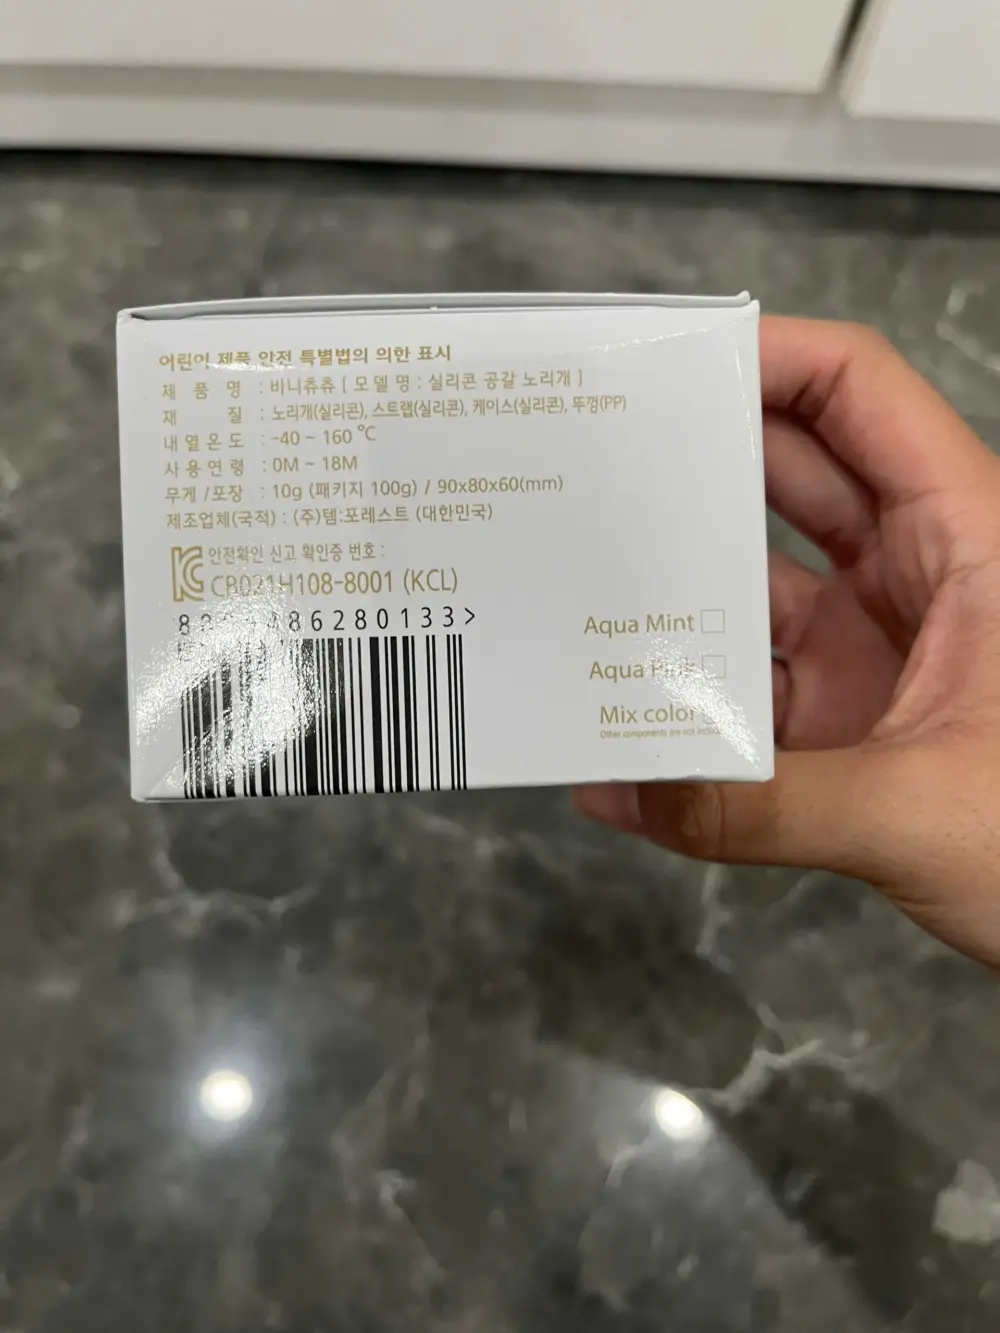 어린이 제품 안전 특별법의 의한 표시
제 품 명 : 비니츄츄 [ 모델명 : 실리콘 공갈 노리개 ]
재 질 : 노리개(실리콘), 스트랩(실리콘), 케이스(실리콘), 뚜껑(PP)
내열온도 : -40 ~ 160 ℃
사용연령 : 0M ~ 18M
무게 /포장 : 10g (패키지 100g) / 90x80x60(mm)
제조업체(국적) : (주)템:포레스트 (대한민국)
안전확인 신고 확인증 번호 :
CB021H108-8001 (KCL)
Aqua Mint
Aqua Pink
Mix color
Other components are not